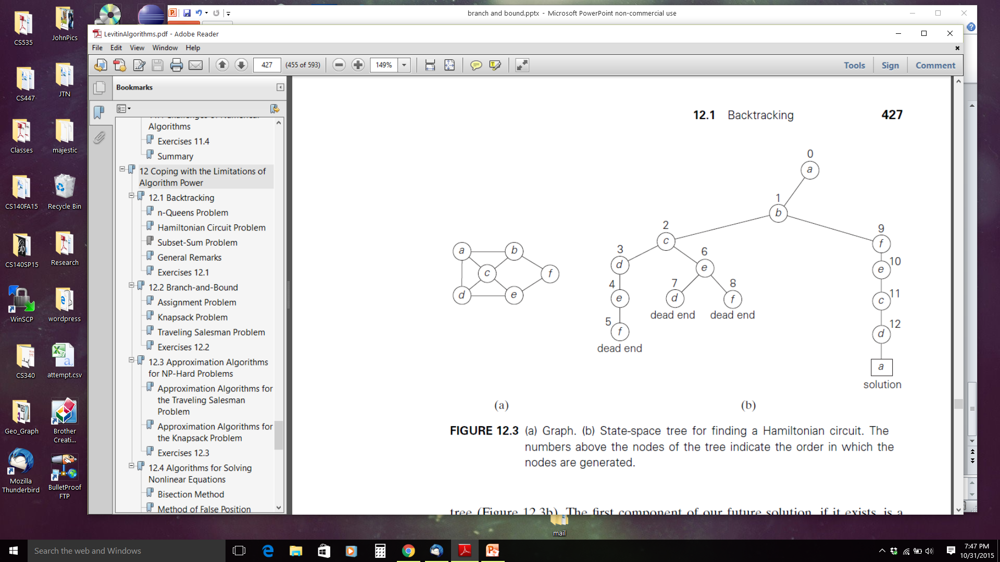 branch and bound.pptx - Microsoft PowerPoint non-commercial use
LevitinAlgorithms.pdf - Adobe Reader
File Edit View Window Help
427 (455 of 593) 149% Tools Sign Comment
Bookmarks
Algorithms
Exercises 11.4
Summary
12 Coping with the Limitations of
Algorithm Power
12.1 Backtracking
n-Queens Problem
Hamiltonian Circuit Problem
Subset-Sum Problem
General Remarks
Exercises 12.1
12.2 Branch-and-Bound
Assignment Problem
Knapsack Problem
Traveling Salesman Problem
Exercises 12.2
12.3 Approximation Algorithms
for NP-Hard Problems
Approximation Algorithms for
the Traveling Salesman
Problem
Approximation Algorithms for
the Knapsack Problem
Exercises 12.3
12.4 Algorithms for Solving
Nonlinear Equations
Bisection Method
Method of False Position
12.1 Backtracking 427
a b
c f
d e
0
a
1
b
2
c
9
f
3
d
6
e
10
e
4
e
7
d
8
f
11
c
dead end dead end
5
f
12
d
dead end
a
solution
(a) (b)
FIGURE 12.3 (a) Graph. (b) State-space tree for finding a Hamiltonian circuit. The
numbers above the nodes of the tree indicate the order in which the
nodes are generated.
tree (Figure 12.3b). The first component of our future solution, if it exists, is a
CS535
JohnPics
CS447
JTN
Classes
majestic
CS140FA15
Recycle Bin
CS140SP15
Research
WinSCP
wordpress
CS340
attempt.csv
Geo_Graph
Brother
Creati...
Mozilla
Thunderbird
BulletProof
FTP
mail
Search the web and Windows
7:47 PM
10/31/2015